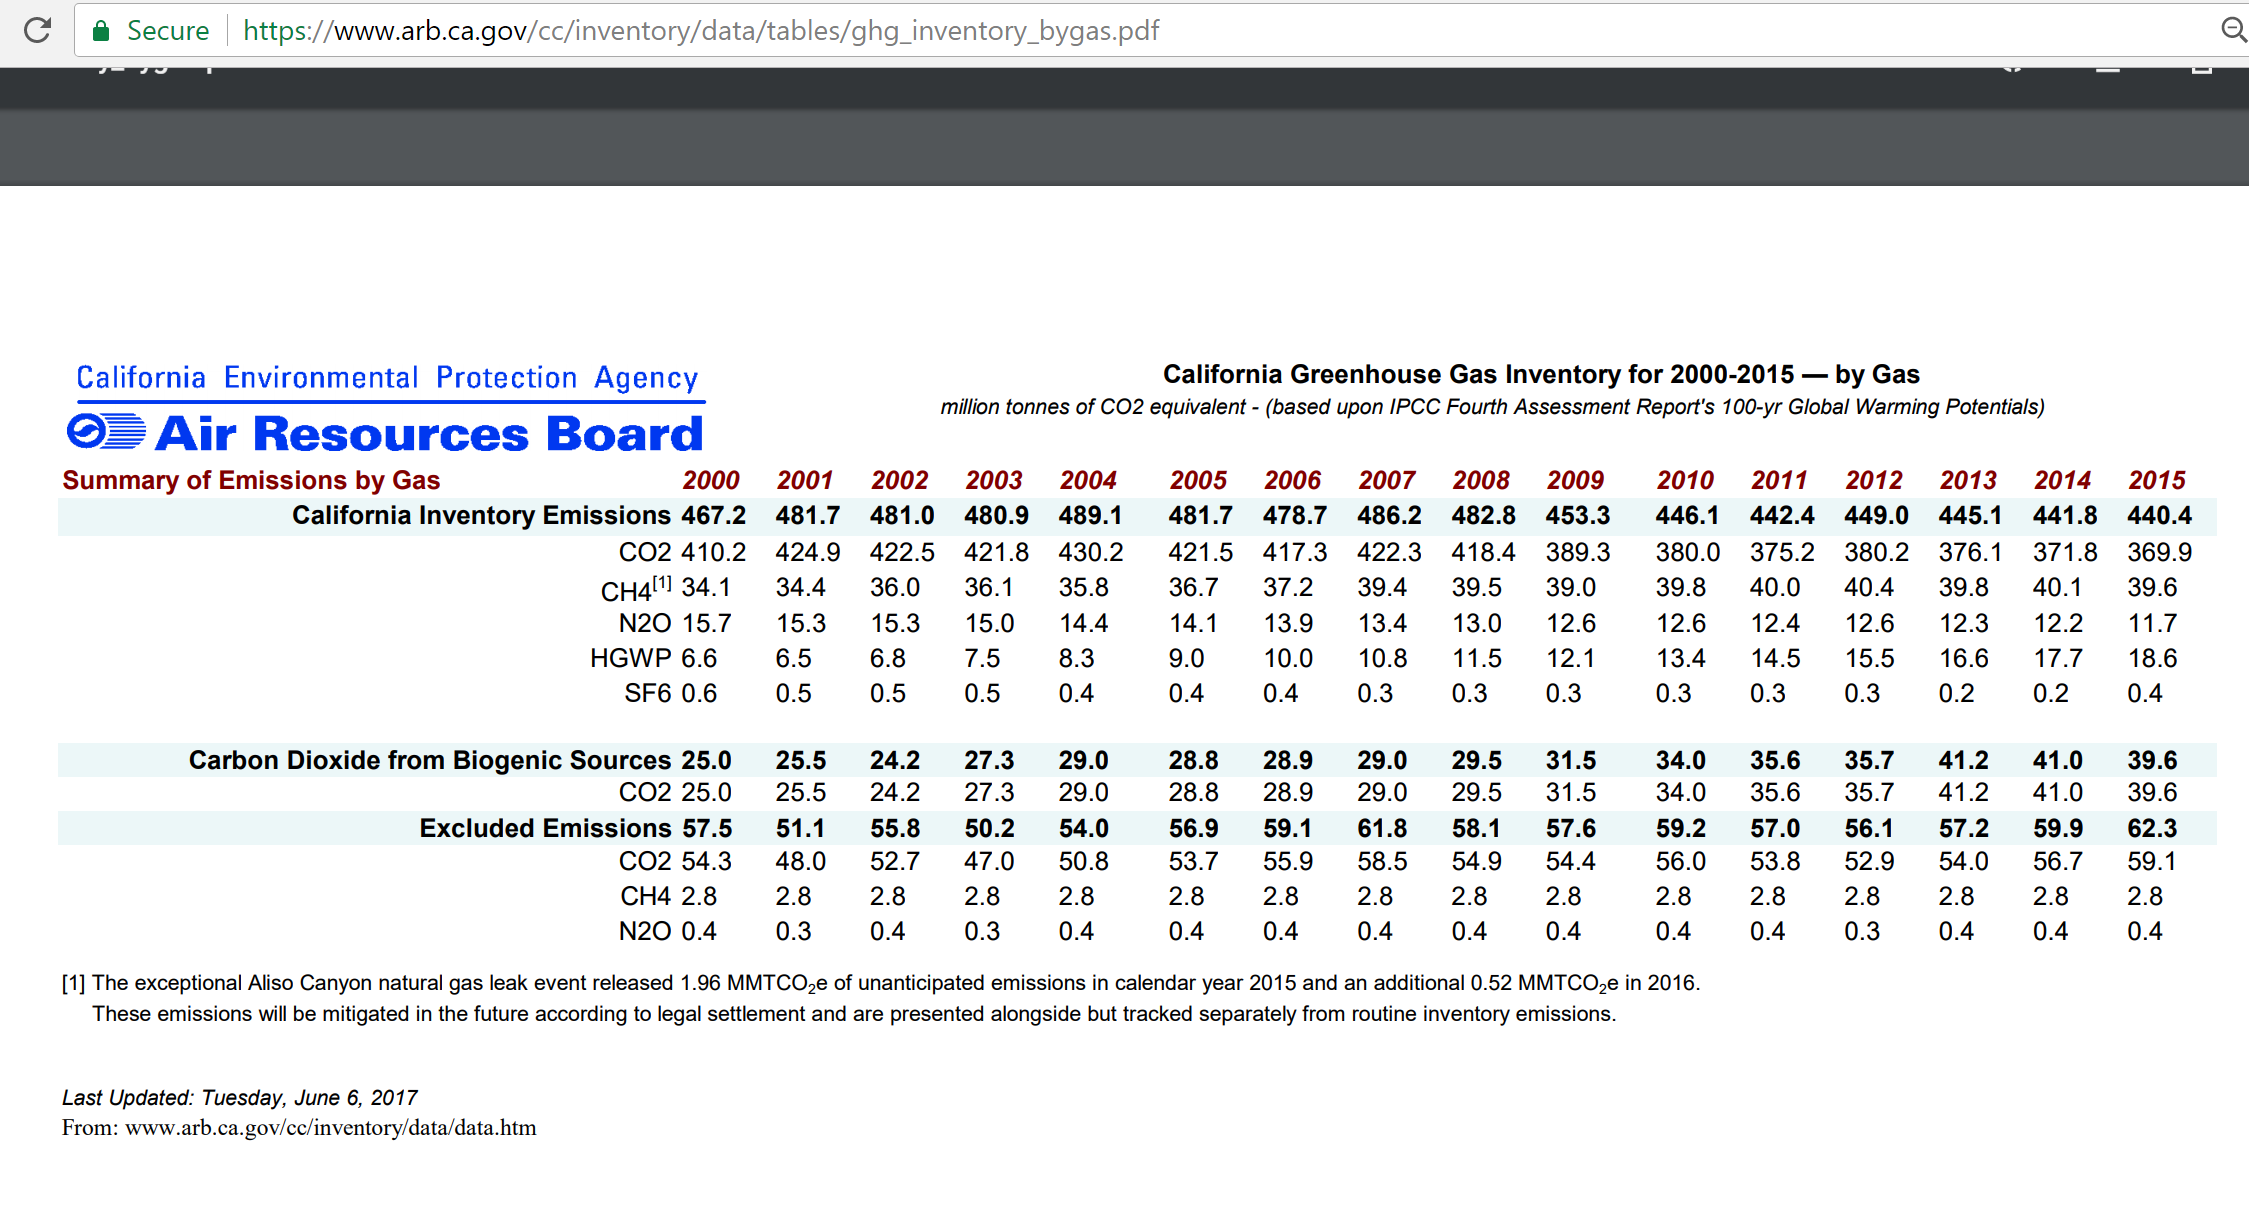 Secure https://www.arb.ca.gov/cc/inventory/data/tables/ghg_inventory_bygas.pdf
California Environmental Protection Agency
Air Resources Board
California Greenhouse Gas Inventory for 2000-2015 — by Gas
million tonnes of CO2 equivalent - (based upon IPCC Fourth Assessment Report's 100-yr Global Warming Potentials)
Summary of Emissions by Gas 2000 2001 2002 2003 2004 2005 2006 2007 2008 2009 2010 2011 2012 2013 2014 2015
California Inventory Emissions 467.2 481.7 481.0 480.9 489.1 481.7 478.7 486.2 482.8 453.3 446.1 442.4 449.0 445.1 441.8 440.4
CO2 410.2 424.9 422.5 421.8 430.2 421.5 417.3 422.3 418.4 389.3 380.0 375.2 380.2 376.1 371.8 369.9
CH4[1] 34.1 34.4 36.0 36.1 35.8 36.7 37.2 39.4 39.5 39.0 39.8 40.0 40.4 39.8 40.1 39.6
N2O 15.7 15.3 15.3 15.0 14.4 14.1 13.9 13.4 13.0 12.6 12.6 12.4 12.6 12.3 12.2 11.7
HGWP 6.6 6.5 6.8 7.5 8.3 9.0 10.0 10.8 11.5 12.1 13.4 14.5 15.5 16.6 17.7 18.6
SF6 0.6 0.5 0.5 0.5 0.4 0.4 0.4 0.3 0.3 0.3 0.3 0.3 0.3 0.2 0.2 0.4
Carbon Dioxide from Biogenic Sources 25.0 25.5 24.2 27.3 29.0 28.8 28.9 29.0 29.5 31.5 34.0 35.6 35.7 41.2 41.0 39.6
CO2 25.0 25.5 24.2 27.3 29.0 28.8 28.9 29.0 29.5 31.5 34.0 35.6 35.7 41.2 41.0 39.6
Excluded Emissions 57.5 51.1 55.8 50.2 54.0 56.9 59.1 61.8 58.1 57.6 59.2 57.0 56.1 57.2 59.9 62.3
CO2 54.3 48.0 52.7 47.0 50.8 53.7 55.9 58.5 54.9 54.4 56.0 53.8 52.9 54.0 56.7 59.1
CH4 2.8 2.8 2.8 2.8 2.8 2.8 2.8 2.8 2.8 2.8 2.8 2.8 2.8 2.8 2.8 2.8
N2O 0.4 0.3 0.4 0.3 0.4 0.4 0.4 0.4 0.4 0.4 0.4 0.4 0.3 0.4 0.4 0.4
[1] The exceptional Aliso Canyon natural gas leak event released 1.96 MMTCO2e of unanticipated emissions in calendar year 2015 and an additional 0.52 MMTCO2e in 2016.
These emissions will be mitigated in the future according to legal settlement and are presented alongside but tracked separately from routine inventory emissions.
Last Updated: Tuesday, June 6, 2017
From: www.arb.ca.gov/cc/inventory/data/data.htm